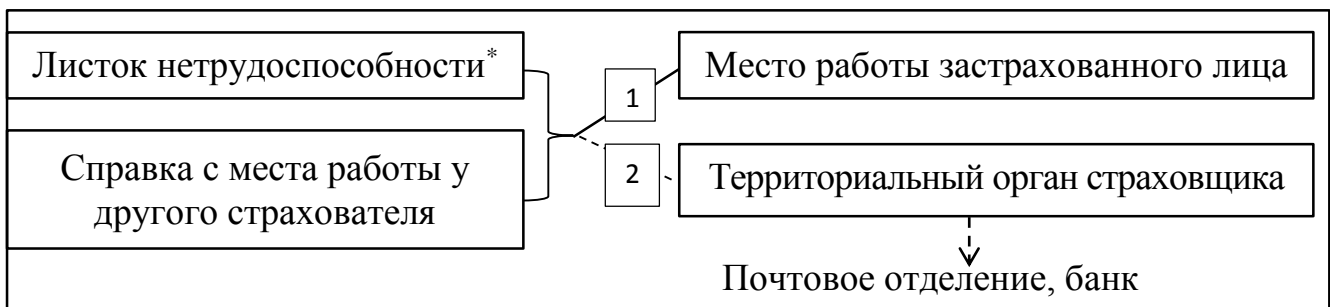 Листок нетрудоспособности*
Справка с места работы у
другого страхователя
1
2
Место работы застрахованного лица
Территориальный орган страховщика
Почтовое отделение, банк